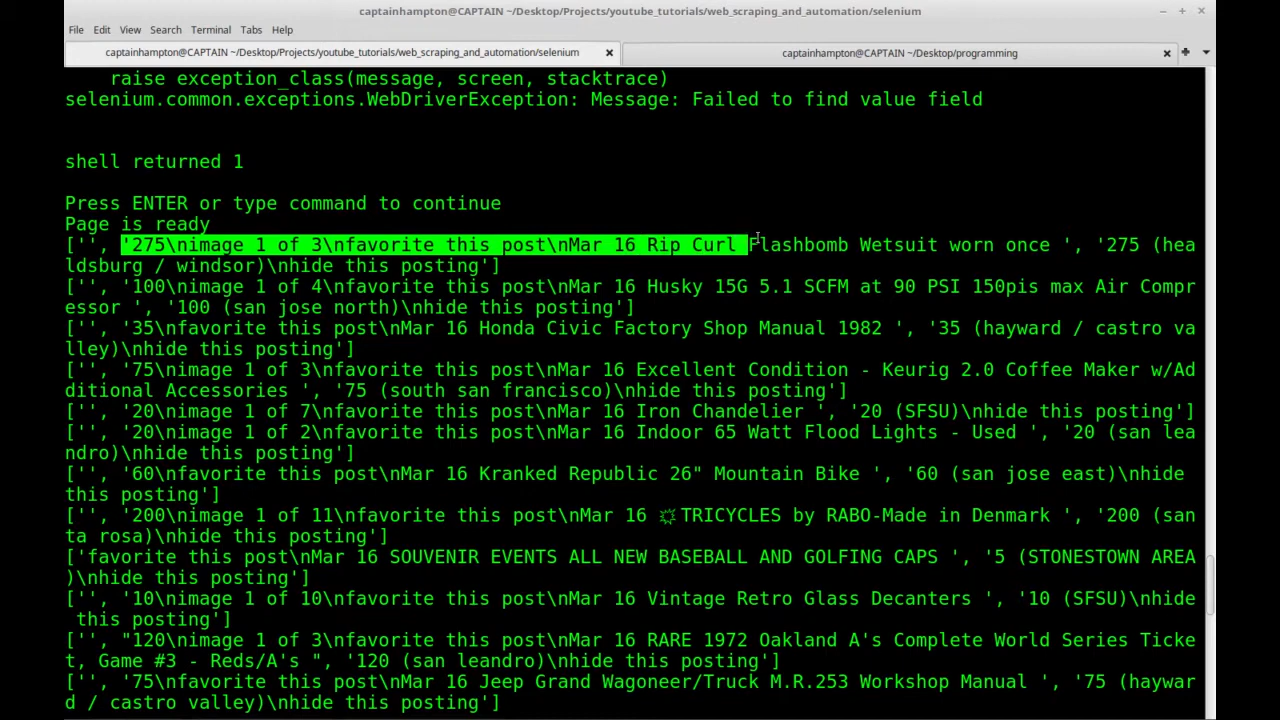 captainhampton@CAPTAIN ~/Desktop/Projects/youtube_tutorials/web_scraping_and_automation/selenium
File Edit View Search Terminal Tabs Help
captainhampton@CAPTAIN ~/Desktop/Projects/youtube_tutorials/web_scraping_and_automation/selenium
captainhampton@CAPTAIN ~/Desktop/programming
raise exception_class(message, screen, stacktrace)
selenium.common.exceptions.WebDriverException: Message: Failed to find value field
shell returned 1
Press ENTER or type command to continue
Page is ready
['', '275\nimage 1 of 3\nfavorite this post\nMar 16 Rip Curl Flashbomb Wetsuit worn once ', '275 (hea
ldsburg / windsor)\nhide this posting']
['', '100\nimage 1 of 4\nfavorite this post\nMar 16 Husky 15G 5.1 SCFM at 90 PSI 150pis max Air Compr
essor ', '100 (san jose north)\nhide this posting']
['', '35\nfavorite this post\nMar 16 Honda Civic Factory Shop Manual 1982 ', '35 (hayward / castro va
lley)\nhide this posting']
['', '75\nimage 1 of 3\nfavorite this post\nMar 16 Excellent Condition - Keurig 2.0 Coffee Maker w/Ad
ditional Accessories ', '75 (south san francisco)\nhide this posting']
['', '20\nimage 1 of 7\nfavorite this post\nMar 16 Iron Chandelier ', '20 (SFSU)\nhide this posting']
['', '20\nimage 1 of 2\nfavorite this post\nMar 16 Indoor 65 Watt Flood Lights - Used ', '20 (san lea
ndro)\nhide this posting']
['', '60\nfavorite this post\nMar 16 Kranked Republic 26" Mountain Bike ', '60 (san jose east)\nhide
this posting']
['', '200\nimage 1 of 11\nfavorite this post\nMar 16 💥TRICYCLES by RABO-Made in Denmark ', '200 (san
ta rosa)\nhide this posting']
['favorite this post\nMar 16 SOUVENIR EVENTS ALL NEW BASEBALL AND GOLFING CAPS ', '5 (STONESTOWN AREA
)\nhide this posting']
['', '10\nimage 1 of 10\nfavorite this post\nMar 16 Vintage Retro Glass Decanters ', '10 (SFSU)\nhide
this posting']
['', "120\nimage 1 of 3\nfavorite this post\nMar 16 RARE 1972 Oakland A's Complete World Series Ticke
t, Game #3 - Reds/A's ", '120 (san leandro)\nhide this posting']
['', '75\nfavorite this post\nMar 16 Jeep Grand Wagoneer/Truck M.R.253 Workshop Manual ', '75 (haywar
d / castro valley)\nhide this posting']